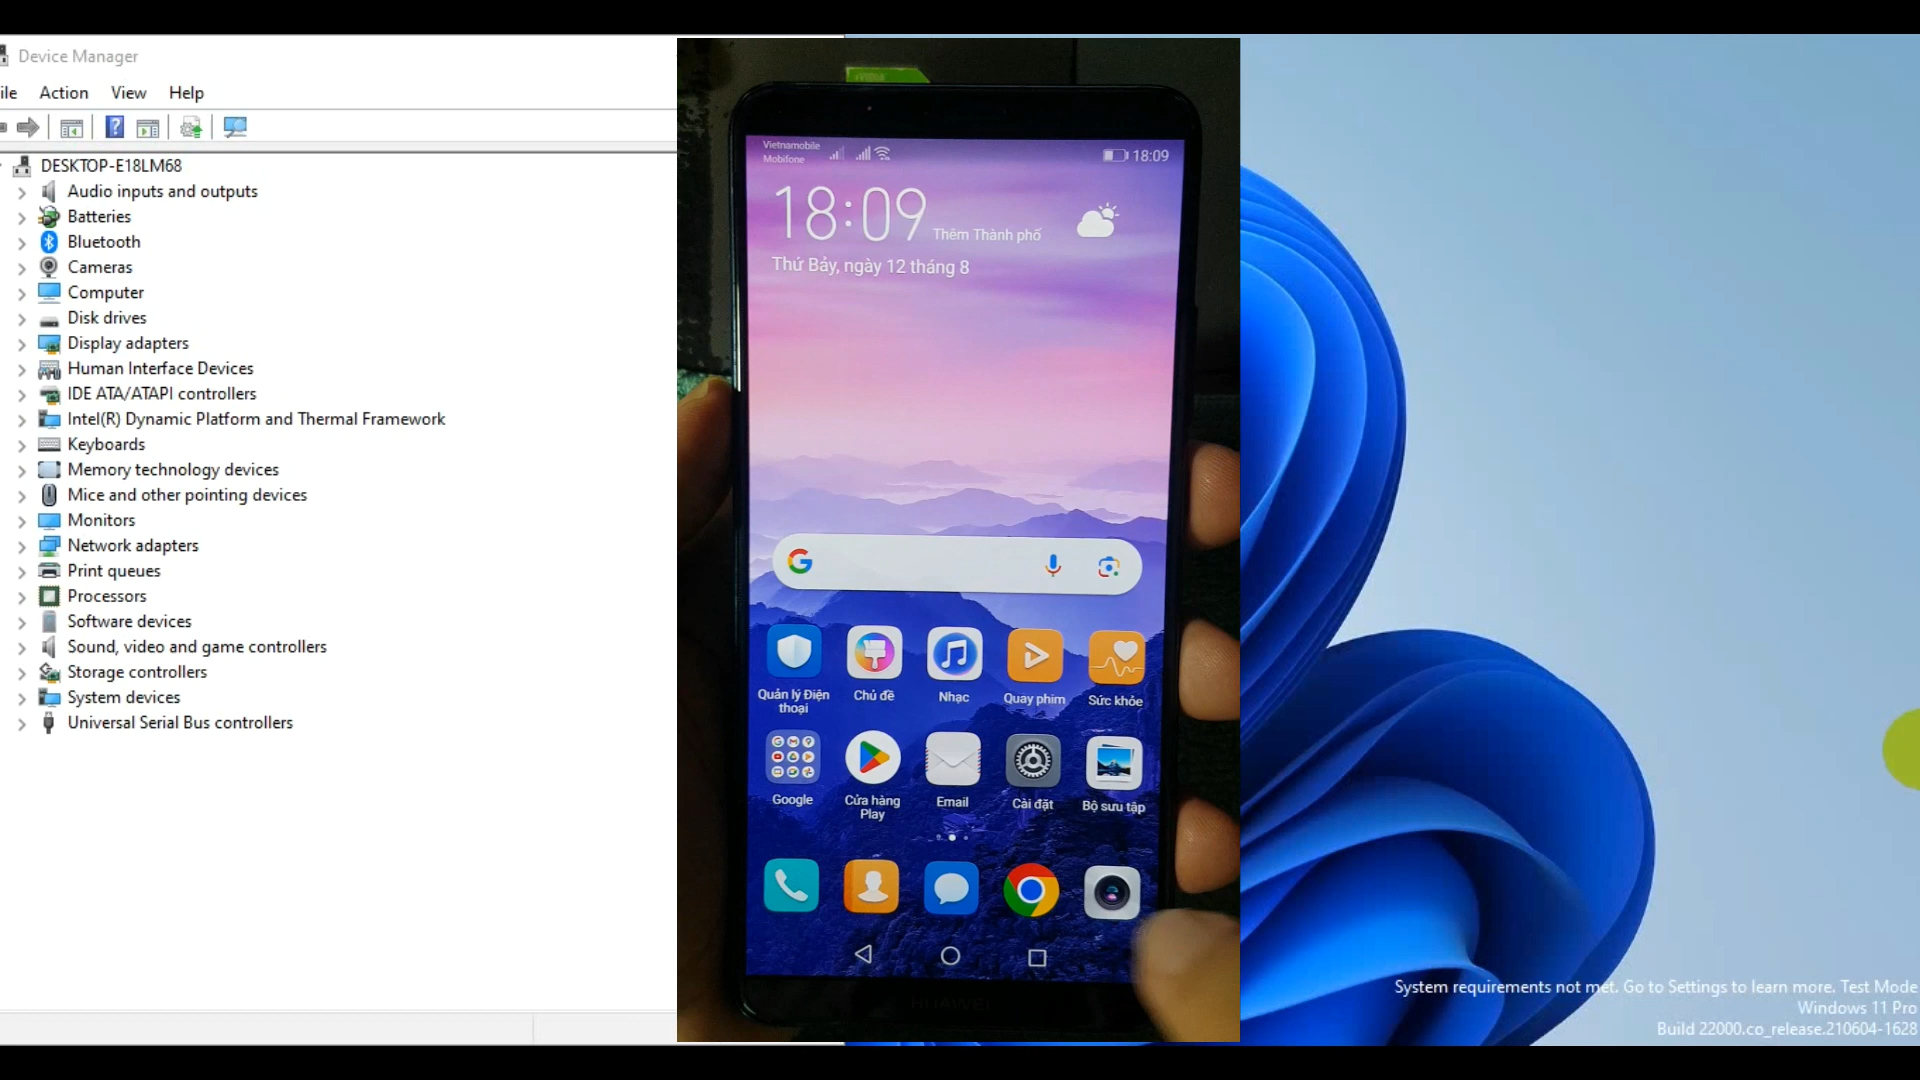 Device Manager
ile Action View Help
DESKTOP-E18LM68
Audio inputs and outputs
Batteries
Bluetooth
Cameras
Computer
Disk drives
Display adapters
Human Interface Devices
IDE ATA/ATAPI controllers
Intel(R) Dynamic Platform and Thermal Framework
Keyboards
Memory technology devices
Mice and other pointing devices
Monitors
Network adapters
Print queues
Processors
Software devices
Sound, video and game controllers
Storage controllers
System devices
Universal Serial Bus controllers
Vietnamobile
Mobifone
18:09
18:09 Thêm Thành phố
Thứ Bảy, ngày 12 tháng 8
Quản lý Điện thoại
Chủ đề
Nhạc
Quay phim
Sức khỏe
Google
Cửa hàng Play
Email
Cài đặt
Bộ sưu tập
HUAWEI
System requirements not met. Go to Settings to learn more. Test Mode
Windows 11 Pro
Build 22000.co_release.210604-1628